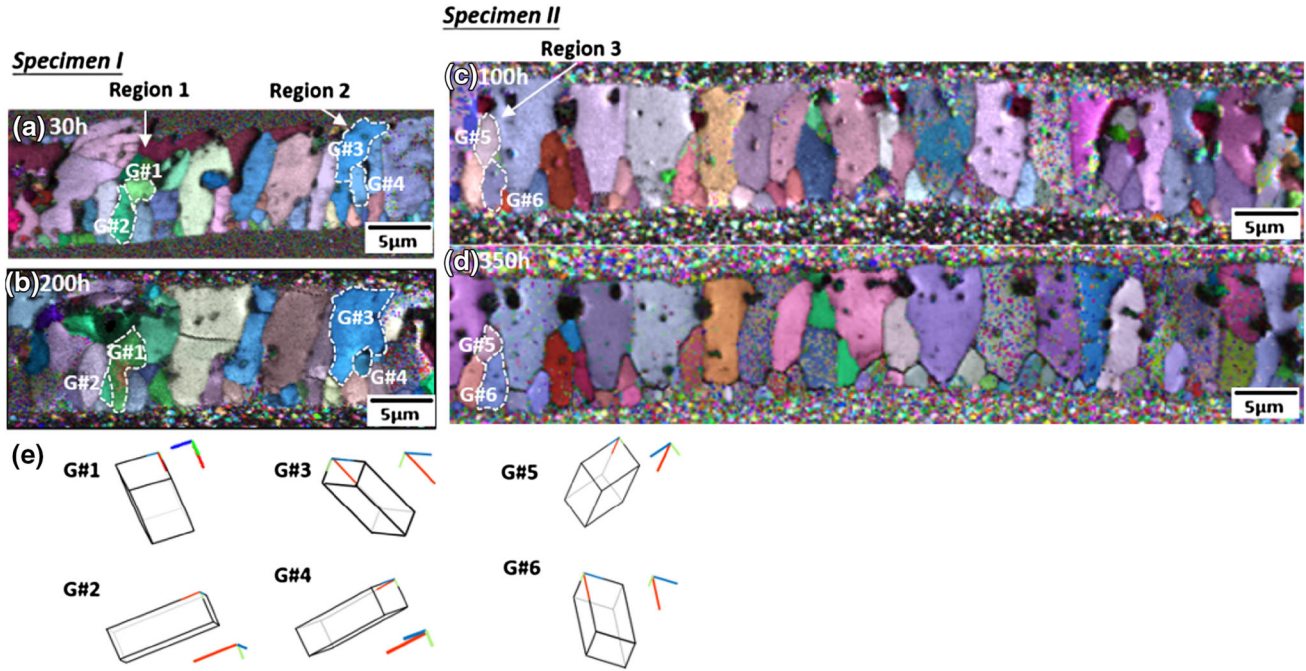 Specimen I
Region 1
Region 2
(a) 30h
G#1
G#2
G#3
G#4
5μm
(b) 200h
G#1
G#2
G#3
G#4
5μm
Specimen II
Region 3
(c) 100h
G#5
G#6
5μm
(d) 350h
G#5
G#6
5μm
(e)
G#1
G#3
G#5
G#2
G#4
G#6